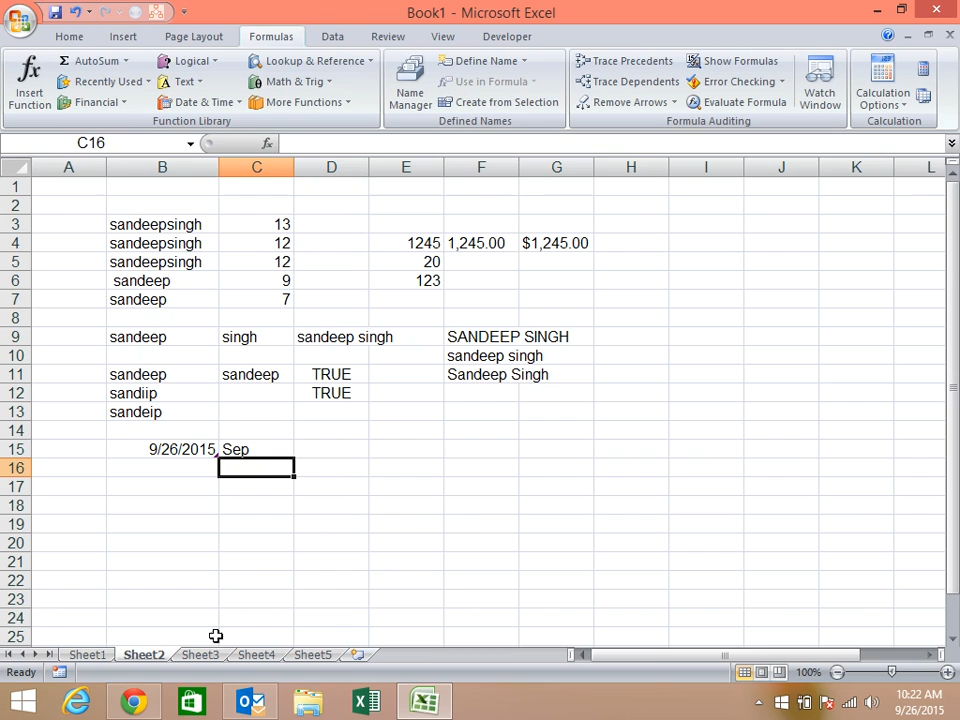 Book1 - Microsoft Excel
Home Insert Page Layout Formulas Data Review View Developer
fx Σ AutoSum Logical Lookup & Reference Define Name Trace Precedents Show Formulas
Recently Used Text Math & Trig Use in Formula Trace Dependents Error Checking
Insert Function Financial Date & Time More Functions Name Manager Create from Selection Remove Arrows Evaluate Formula Watch Window Calculation Options
Function Library Defined Names Formula Auditing Calculation
C16 fx
A B C D E F G H I J K L
1
2
3 sandeepsingh 13
4 sandeepsingh 12 1245 1,245.00 $1,245.00
5 sandeepsingh 12 20
6 sandeep 9 123
7 sandeep 7
8
9 sandeep singh sandeep singh SANDEEP SINGH
10 sandeep singh
11 sandeep sandeep TRUE Sandeep Singh
12 sandiip TRUE
13 sandeip
14
15 9/26/2015 Sep
16
17
18
19
20
21
22
23
24
25
Sheet1 Sheet2 Sheet3 Sheet4 Sheet5
Ready 100%
10:22 AM
9/26/2015